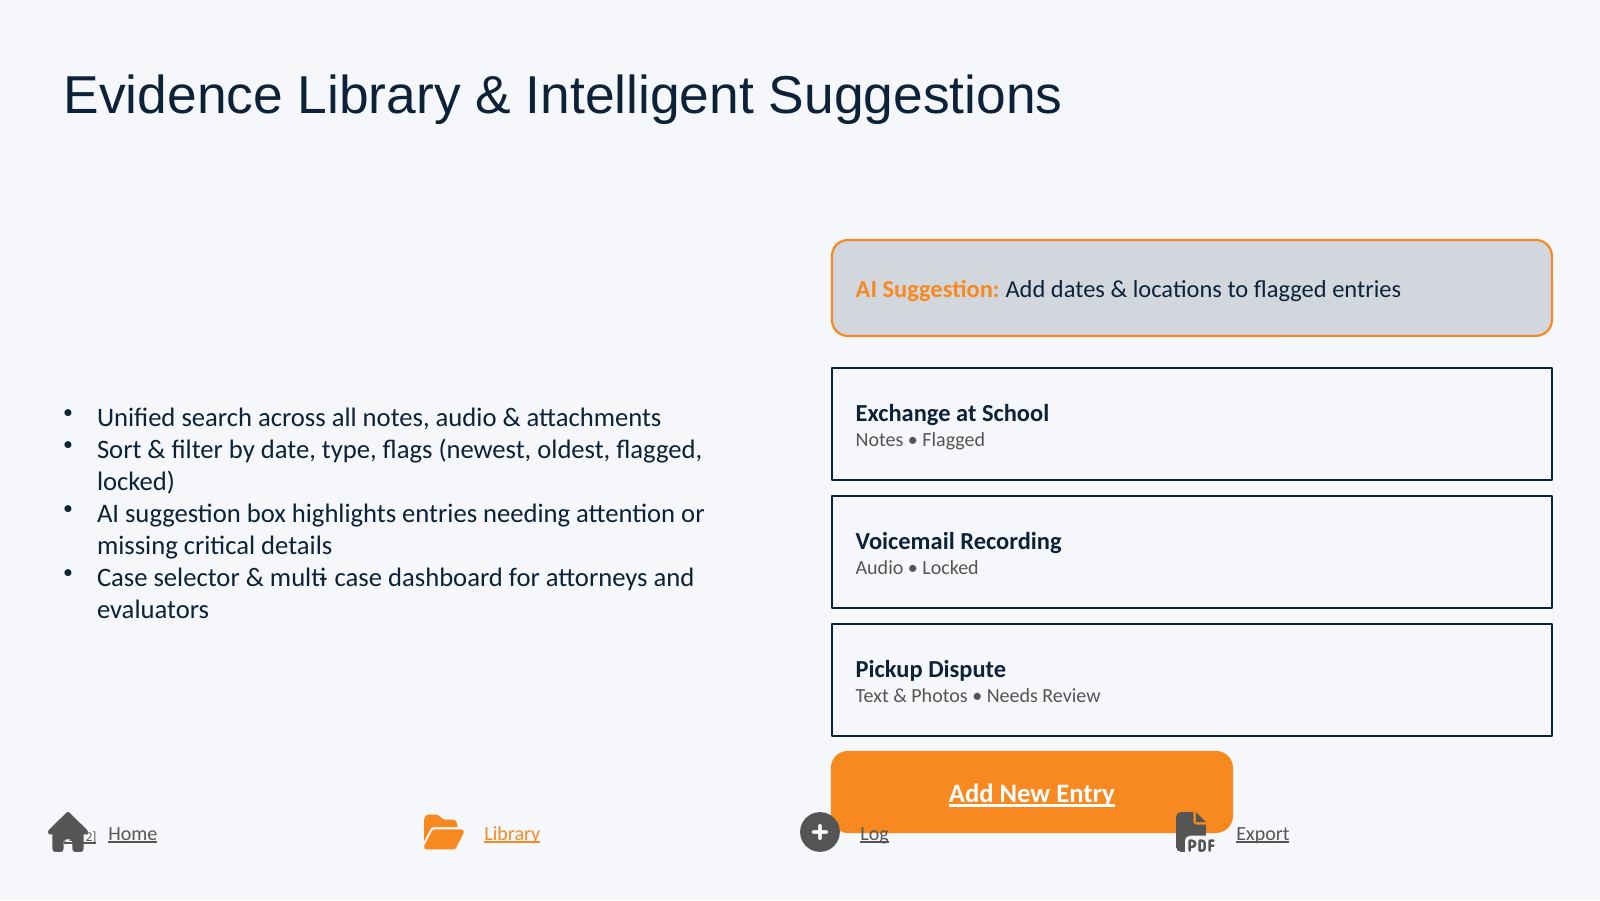 Evidence Library & Intelligent Suggestions
Unified search across all notes, audio & attachments
Sort & filter by date, type, flags (newest, oldest, flagged,
locked)
AI suggestion box highlights entries needing attention or
missing critical details
Case selector & multi- case dashboard for attorneys and
evaluators
AI Suggestion: Add dates & locations to flagged entries
Exchange at School
Notes • Flagged
Voicemail Recording
Audio • Locked
Pickup Dispute
Text & Photos • Needs Review
Add New Entry
Home
Library
Log
Export
PDF